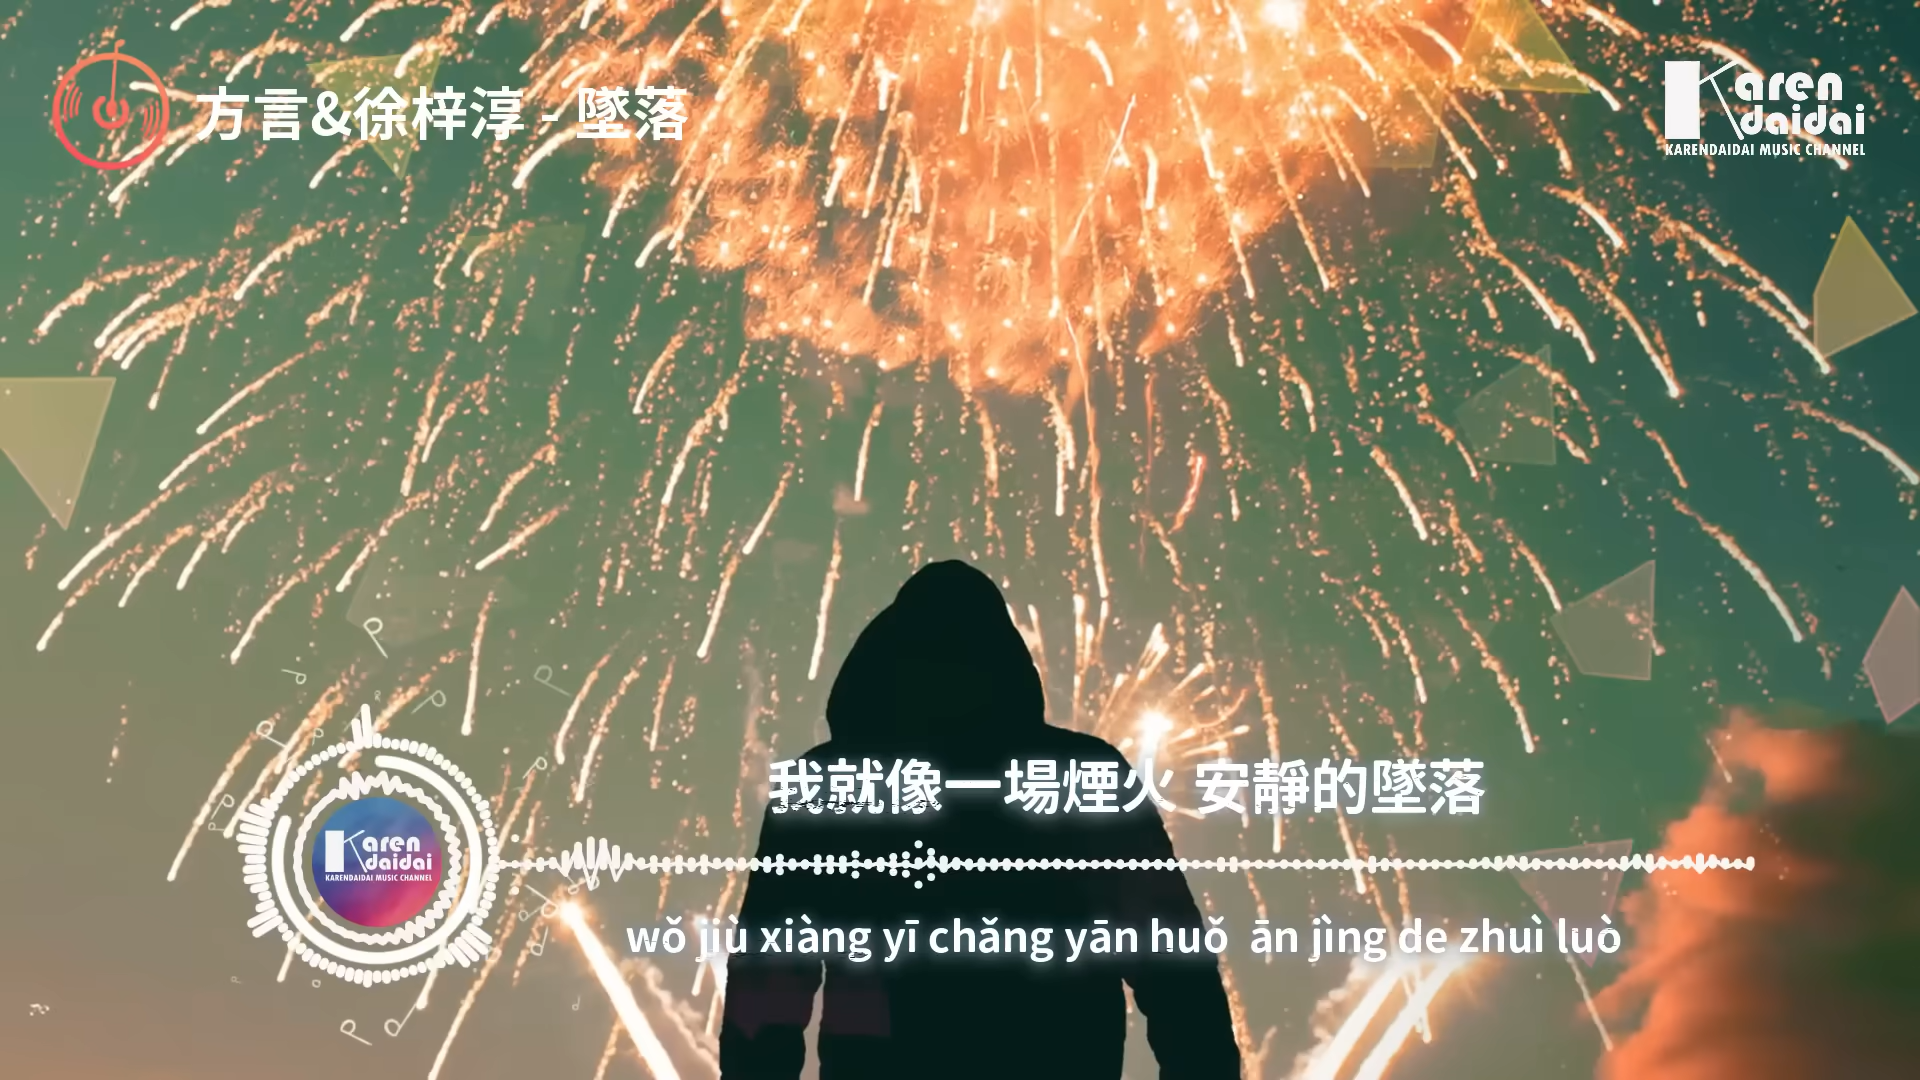 方言&徐梓淳 - 墜落
Karen
daidai
KARENDAIDAI MUSIC CHANNEL
我就像一場煙火 安靜的墜落
Karen
daidai
KARENDAIDAI MUSIC CHANNEL
wǒ jiù xiàng yī chǎng yān huǒ  ān jìng de zhuì luò